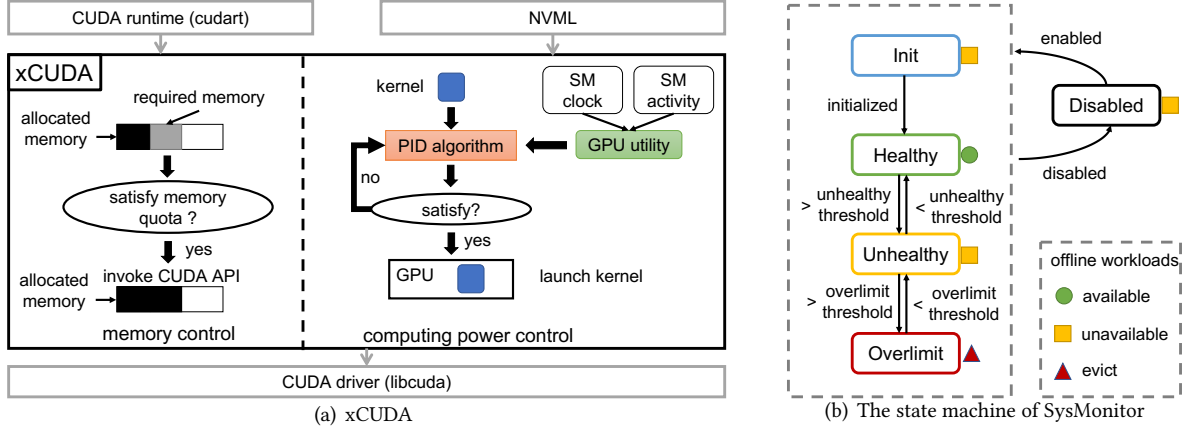 CUDA runtime (cudart)
NVML
xCUDA
required memory
allocated
memory
satisfy memory
quota ?
yes
invoke CUDA API
allocated
memory
memory control
kernel
SM
clock
SM
activity
PID algorithm
GPU utility
no
satisfy?
yes
GPU
launch kernel
computing power control
CUDA driver (libcuda)
(a) xCUDA
Init
enabled
initialized
Disabled
Healthy
disabled
> unhealthy
threshold
< unhealthy
threshold
Unhealthy
> overlimit
threshold
< overlimit
threshold
Overlimit
offline workloads
available
unavailable
evict
(b) The state machine of SysMonitor